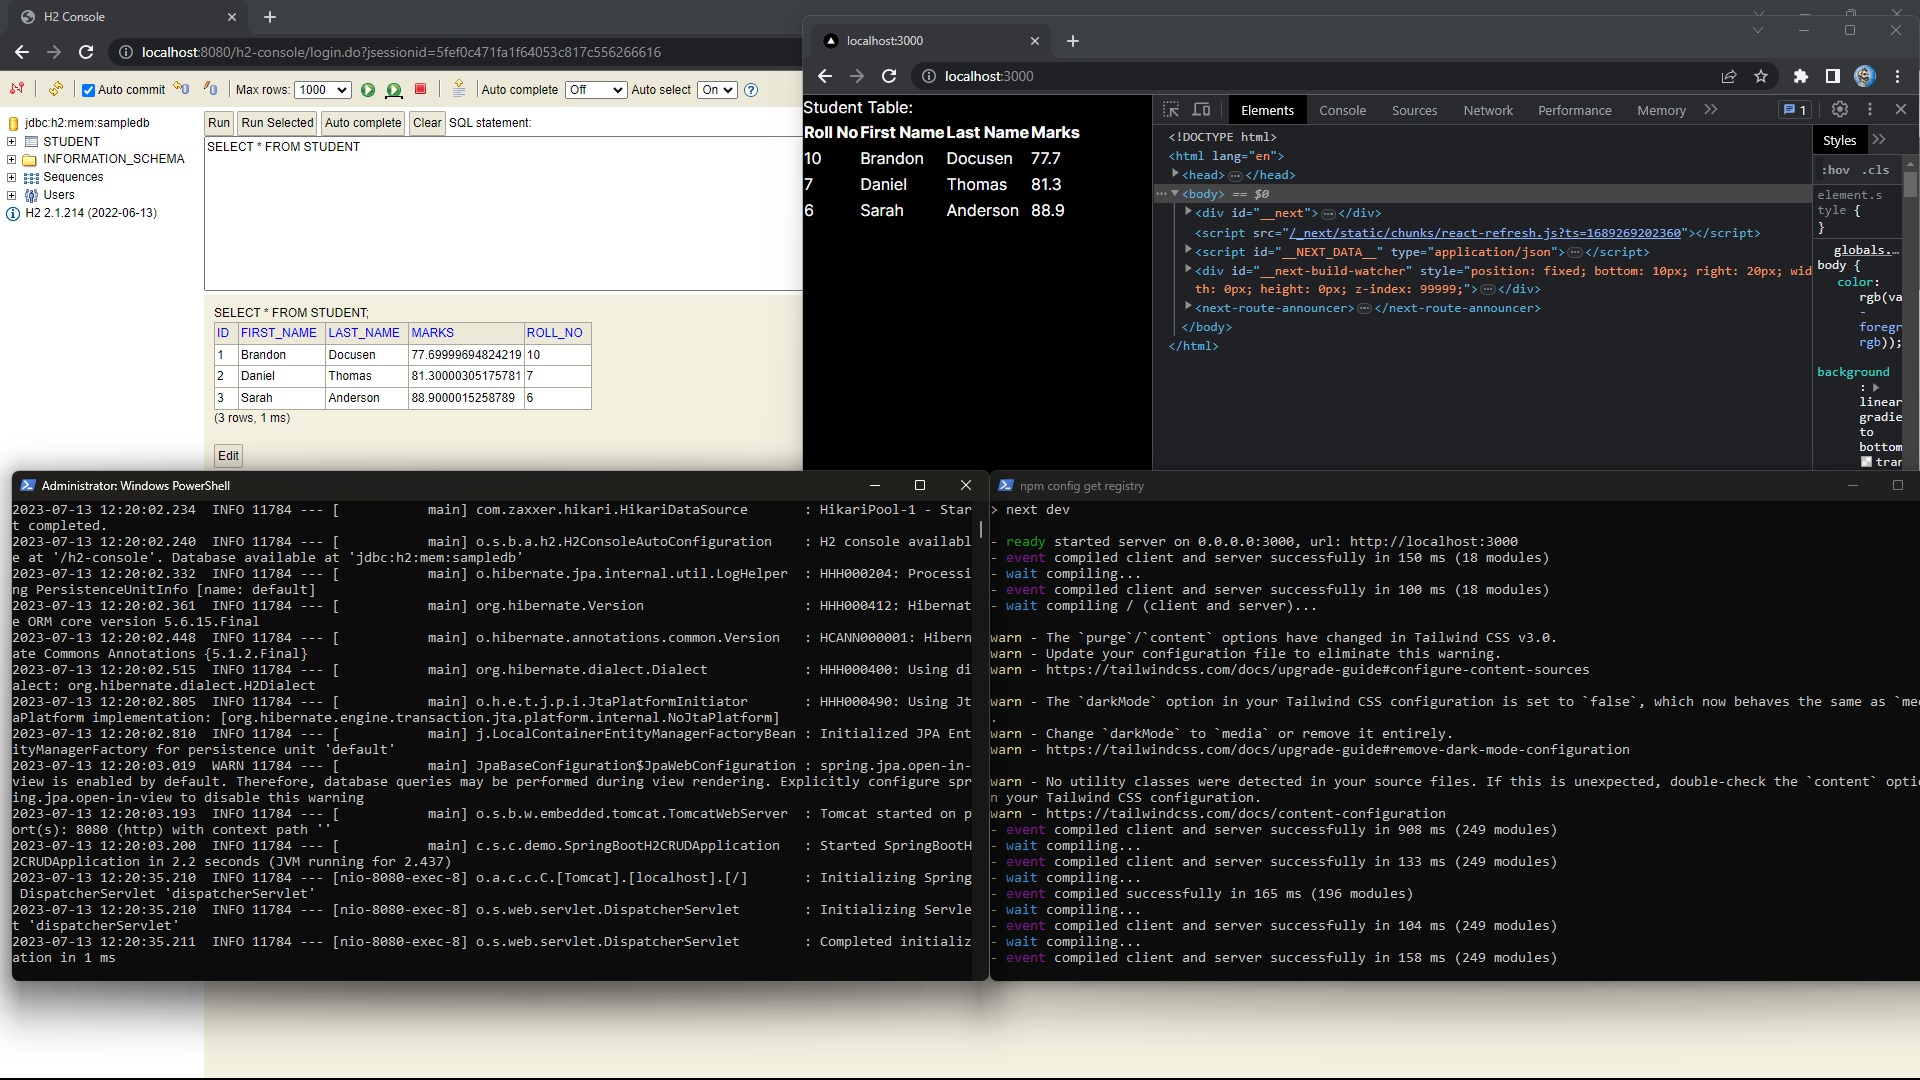 H2 Console
localhost:8080/h2-console/login.do?jsessionid=5fef0c471fa1f64053c817c556266616
Auto commit
Max rows: 1000
Auto complete Off
Auto select On
jdbc:h2:mem:sampledb
STUDENT
INFORMATION_SCHEMA
Sequences
Users
H2 2.1.214 (2022-06-13)
Run Run Selected Auto complete Clear SQL statement:
SELECT * FROM STUDENT
SELECT * FROM STUDENT;
ID FIRST_NAME LAST_NAME MARKS ROLL_NO
1 Brandon Docusen 77.69999694824219 10
2 Daniel Thomas 81.30000305175781 7
3 Sarah Anderson 88.9000015258789 6
(3 rows, 1 ms)
Edit
localhost:3000
localhost:3000
Student Table:
Roll No First Name Last Name Marks
10 Brandon Docusen 77.7
7 Daniel Thomas 81.3
6 Sarah Anderson 88.9
Elements Console Sources Network Performance Memory 1
<!DOCTYPE html>
<html lang="en">
<head> </head>
<body> == $0
<div id="__next"> </div>
<script src="/_next/static/chunks/react-refresh.js?ts=1689269202360"></script>
<script id="__NEXT_DATA__" type="application/json"> </script>
<div id="__next-build-watcher" style="position: fixed; bottom: 10px; right: 20px; wid
th: 0px; height: 0px; z-index: 99999;"> </div>
<next-route-announcer> </next-route-announcer>
</body>
</html>
Styles
:hov .cls
element.s
tyle {
}
globals.…
body {
color:
rgb(va
-
foregr
rgb));
background
:
linear
gradie
to
bottom
tran
Administrator: Windows PowerShell
2023-07-13 12:20:02.234 INFO 11784 --- [ main] com.zaxxer.hikari.HikariDataSource : HikariPool-1 - Star
t completed.
2023-07-13 12:20:02.240 INFO 11784 --- [ main] o.s.b.a.h2.H2ConsoleAutoConfiguration : H2 console availabl
e at '/h2-console'. Database available at 'jdbc:h2:mem:sampledb'
2023-07-13 12:20:02.332 INFO 11784 --- [ main] o.hibernate.jpa.internal.util.LogHelper : HHH000204: Processi
ng PersistenceUnitInfo [name: default]
2023-07-13 12:20:02.361 INFO 11784 --- [ main] org.hibernate.Version : HHH000412: Hibernat
e ORM core version 5.6.15.Final
2023-07-13 12:20:02.448 INFO 11784 --- [ main] o.hibernate.annotations.common.Version : HCANN000001: Hibern
ate Commons Annotations {5.1.2.Final}
2023-07-13 12:20:02.515 INFO 11784 --- [ main] org.hibernate.dialect.Dialect : HHH000400: Using di
alect: org.hibernate.dialect.H2Dialect
2023-07-13 12:20:02.805 INFO 11784 --- [ main] o.h.e.t.j.p.i.JtaPlatformInitiator : HHH000490: Using Jt
aPlatform implementation: [org.hibernate.engine.transaction.jta.platform.internal.NoJtaPlatform]
2023-07-13 12:20:02.810 INFO 11784 --- [ main] j.LocalContainerEntityManagerFactoryBean : Initialized JPA Ent
ityManagerFactory for persistence unit 'default'
2023-07-13 12:20:03.019 WARN 11784 --- [ main] JpaBaseConfiguration$JpaWebConfiguration : spring.jpa.open-in-
view is enabled by default. Therefore, database queries may be performed during view rendering. Explicitly configure spr
ing.jpa.open-in-view to disable this warning
2023-07-13 12:20:03.193 INFO 11784 --- [ main] o.s.b.w.embedded.tomcat.TomcatWebServer : Tomcat started on p
ort(s): 8080 (http) with context path ''
2023-07-13 12:20:03.200 INFO 11784 --- [ main] c.s.c.demo.SpringBootH2CRUDApplication : Started SpringBootH
2CRUDApplication in 2.2 seconds (JVM running for 2.437)
2023-07-13 12:20:35.210 INFO 11784 --- [nio-8080-exec-8] o.a.c.c.C.[Tomcat].[localhost].[/] : Initializing Spring
DispatcherServlet 'dispatcherServlet'
2023-07-13 12:20:35.210 INFO 11784 --- [nio-8080-exec-8] o.s.web.servlet.DispatcherServlet : Initializing Servle
t 'dispatcherServlet'
2023-07-13 12:20:35.211 INFO 11784 --- [nio-8080-exec-8] o.s.web.servlet.DispatcherServlet : Completed initializ
ation in 1 ms
npm config get registry
> next dev
- ready started server on 0.0.0.0:3000, url: http://localhost:3000
- event compiled client and server successfully in 150 ms (18 modules)
- wait compiling...
- event compiled client and server successfully in 100 ms (18 modules)
- wait compiling / (client and server)...
warn - The `purge`/`content` options have changed in Tailwind CSS v3.0.
warn - Update your configuration file to eliminate this warning.
warn - https://tailwindcss.com/docs/upgrade-guide#configure-content-sources
warn - The `darkMode` option in your Tailwind CSS configuration is set to `false`, which now behaves the same as `med
.
warn - Change `darkMode` to `media` or remove it entirely.
warn - https://tailwindcss.com/docs/upgrade-guide#remove-dark-mode-configuration
warn - No utility classes were detected in your source files. If this is unexpected, double-check the `content` optio
n your Tailwind CSS configuration.
warn - https://tailwindcss.com/docs/content-configuration
- event compiled client and server successfully in 908 ms (249 modules)
- wait compiling...
- event compiled client and server successfully in 133 ms (249 modules)
- wait compiling...
- event compiled successfully in 165 ms (196 modules)
- wait compiling...
- event compiled client and server successfully in 104 ms (249 modules)
- wait compiling...
- event compiled client and server successfully in 158 ms (249 modules)